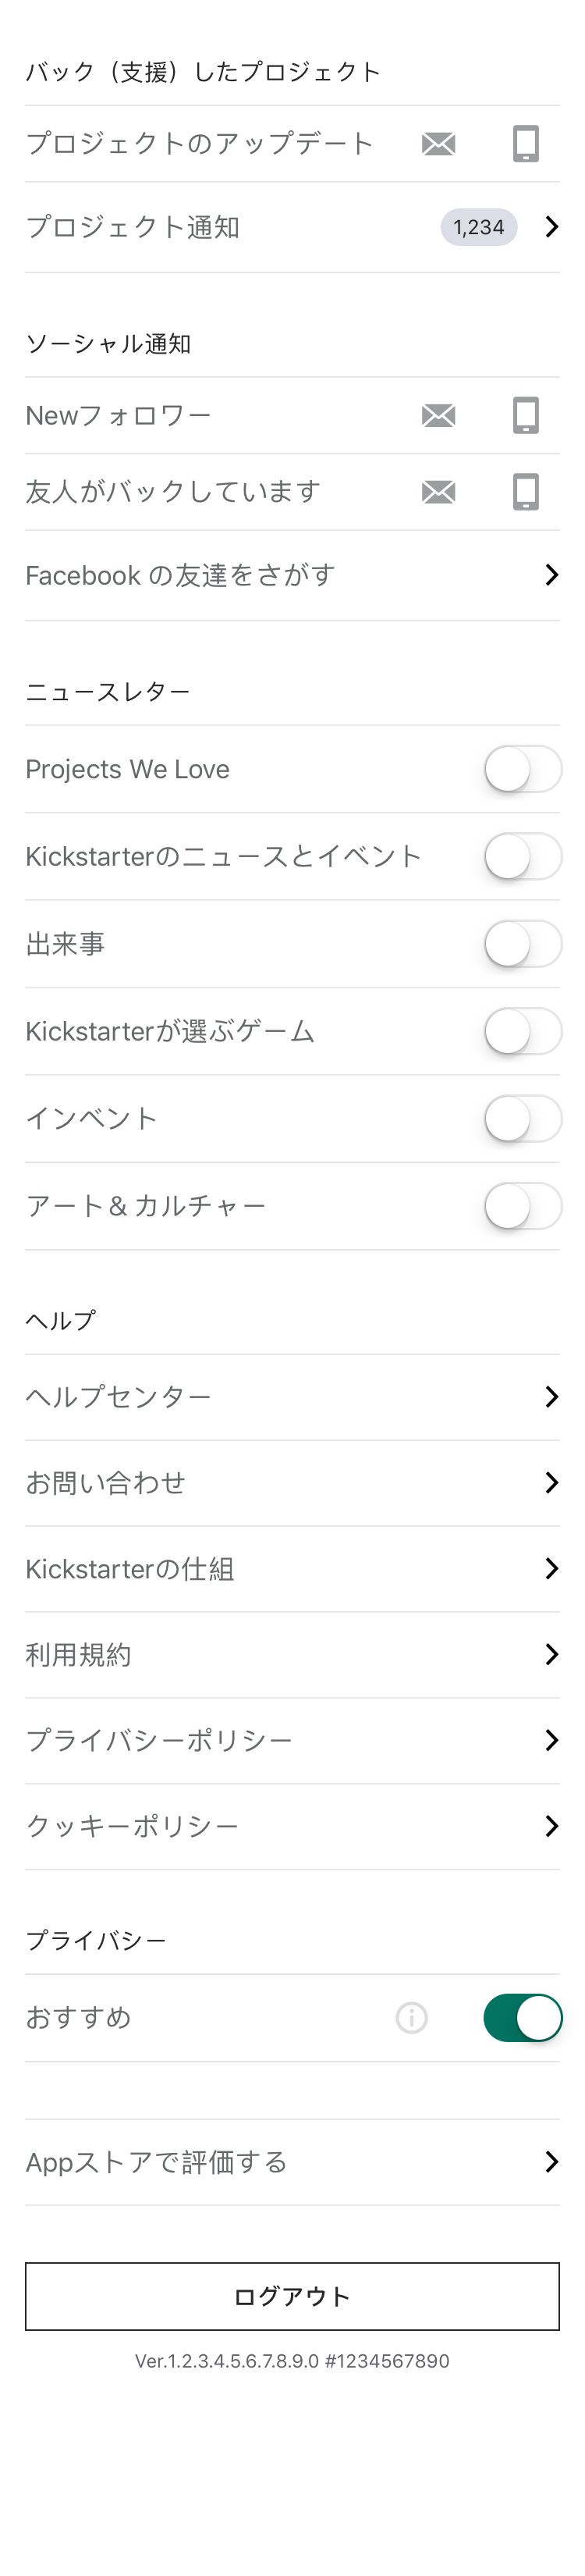 バック（支援）したプロジェクト
プロジェクトのアップデート
プロジェクト通知 1,234
ソーシャル通知
Newフォロワー
友人がバックしています
Facebook の友達をさがす
ニュースレター
Projects We Love
Kickstarterのニュースとイベント
出来事
Kickstarterが選ぶゲーム
インベント
アート& カルチャー
ヘルプ
ヘルプセンター
お問い合わせ
Kickstarterの仕組
利用規約
プライバシーポリシー
クッキーポリシー
プライバシー
おすすめ
Appストアで評価する
ログアウト
Ver.1.2.3.4.5.6.7.8.9.0 #1234567890